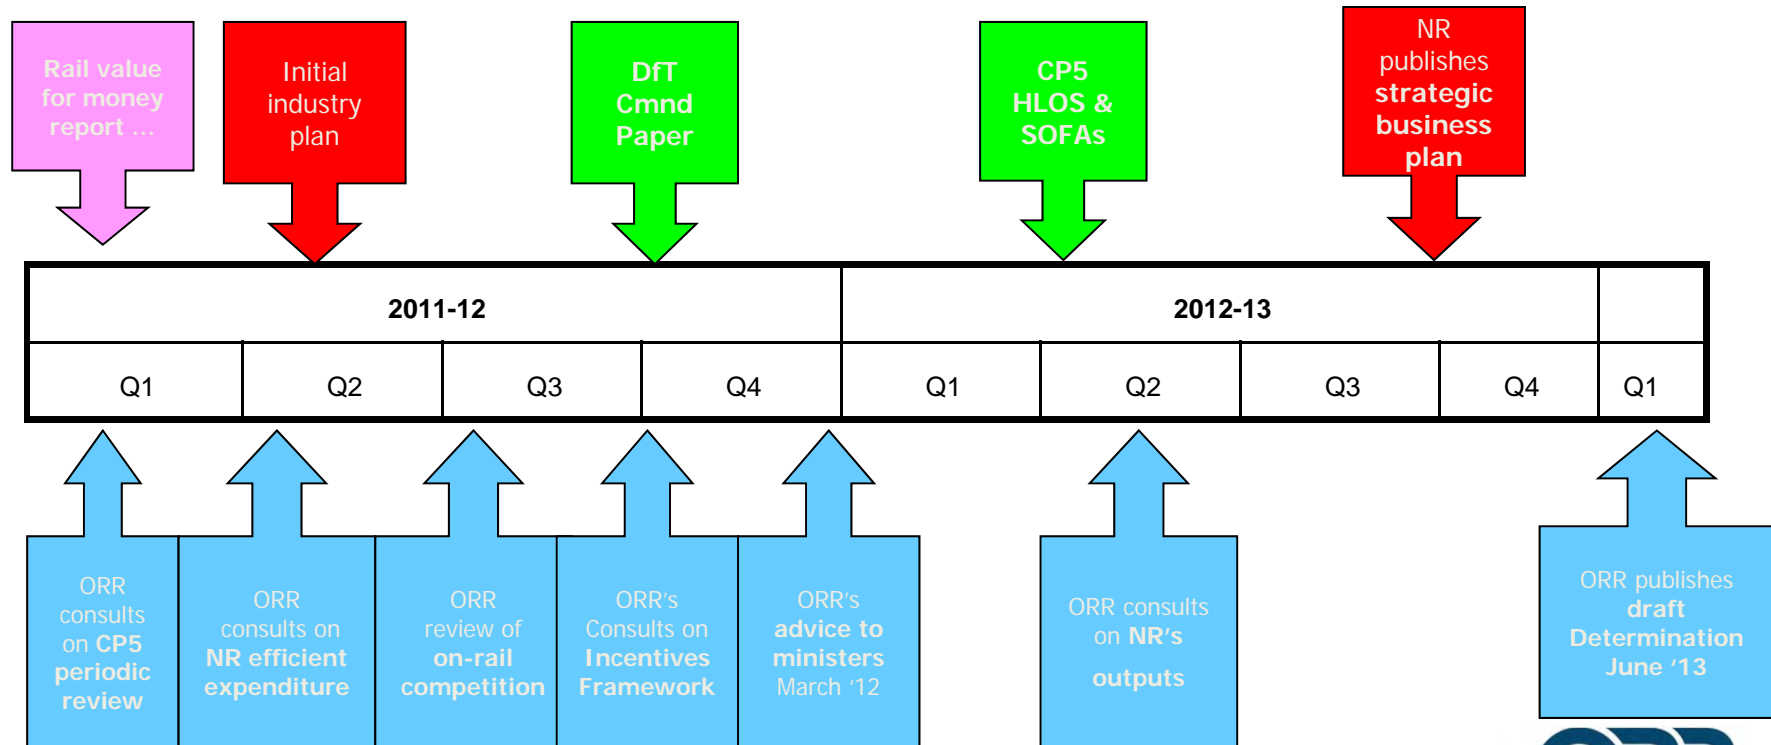 Rail value
for money
report ...
Initial
industry
plan
DfT
Cmnd
Paper
CP5
HLOS &
SOFAs
NR
publishes
strategic
business
plan
2011-12
2012-13
Q1
Q2
Q3
Q4
Q1
Q2
Q3
Q4
Q1
ORR
consults
on CP5
periodic
review
ORR
consults on
NR efficient
expenditure
ORR
review of
on-rail
competition
ORR's
Consults on
Incentives
Framework
ORR's
advice to
ministers
March ‘12
ORR consults
on NR's
outputs
ORR publishes
draft
Determination
June ‘13
ORR